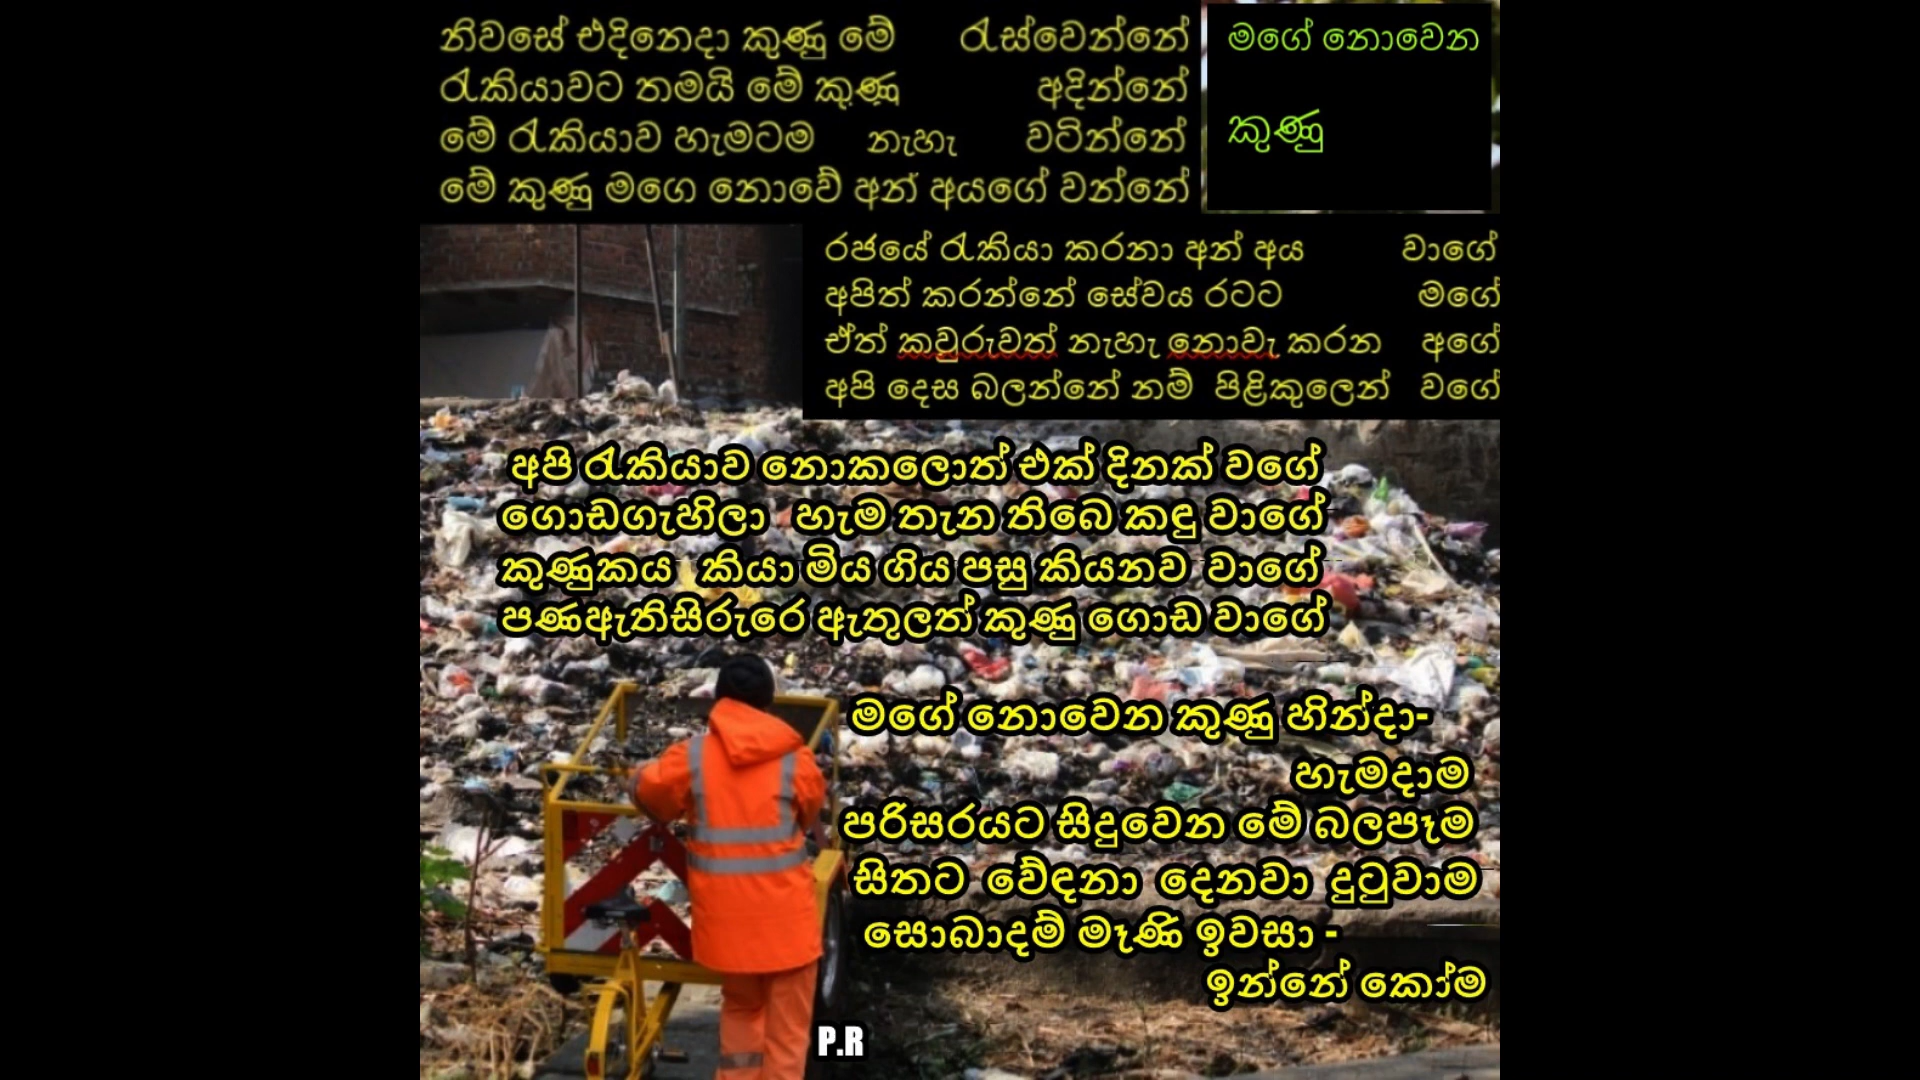 මගේ නොවෙන
කුණු
නිවසේ එදිනෙදා කුණු මේ රැස්වෙන්නේ
රැකියාවට තමයි මේ කුණු අදින්නේ
මේ රැකියාව හැමටම නැහැ වටින්නේ
මේ කුණු මගෙ නොවේ අන් අයගේ වන්නේ
රජයේ රැකියා කරනා අන් අය වාගේ
අපිත් කරන්නේ සේවය රටට මගේ
ඒත් කවුරුවත් නැහැ නොවැ කරන අගේ
අපි දෙස බලන්නේ නම් පිළිකුලෙන් වගේ
අපි රැකියාව නොකලොත් එක් දිනක් වගේ
ගොඩගැහිලා හැම තැන තිබෙ කඳු වාගේ
කුණුකය කියා මිය ගිය පසු කියනව වාගේ
පණඇතිසිරුරෙ ඇතුලත් කුණු ගොඩ වාගේ
මගේ නොවෙන කුණු හින්දා-
හැමදාම
පරිසරයට සිදුවෙන මේ බලපෑම
සිතට වේඳනා දෙනවා දුටුවාම
සොබාදම් මෑණි ඉවසා -
ඉන්නේ කෝම
P.R